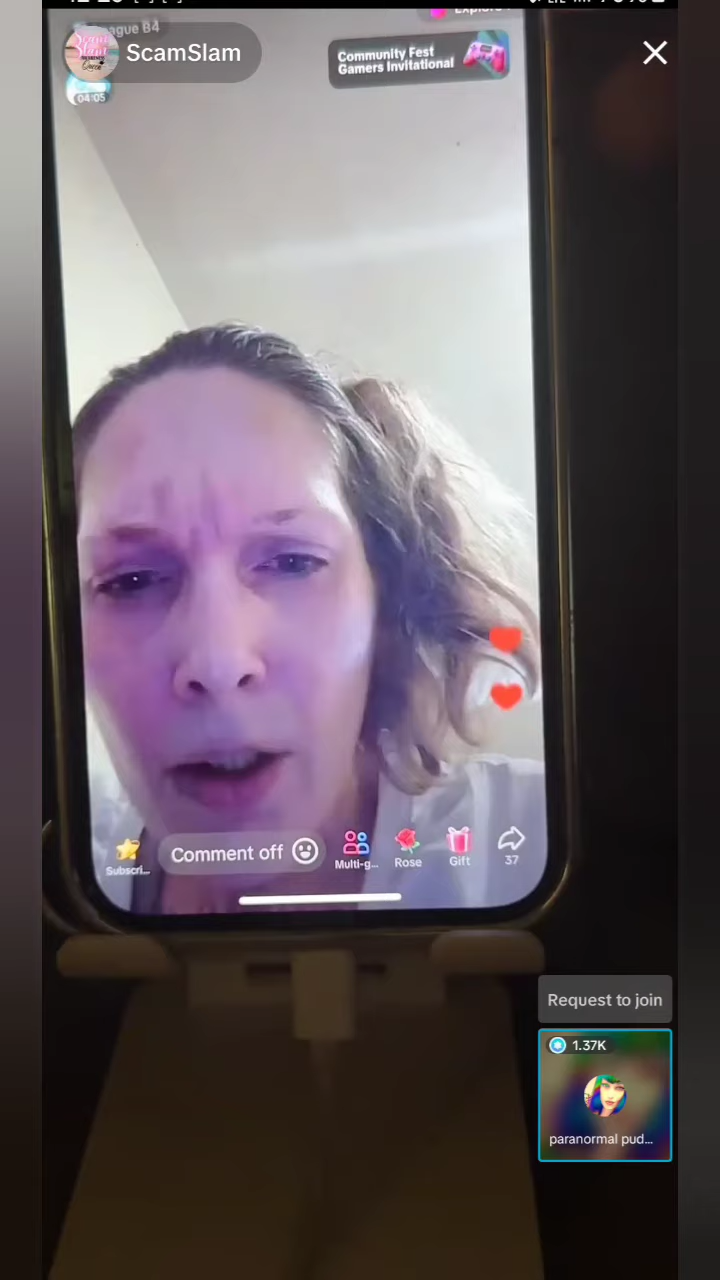 ScamSlam
Community Fest
Gamers Invitational
04:05
Comment off
Subscri...
Multi-g...
Rose
Gift
37
Request to join
1.37K
paranormal pud...